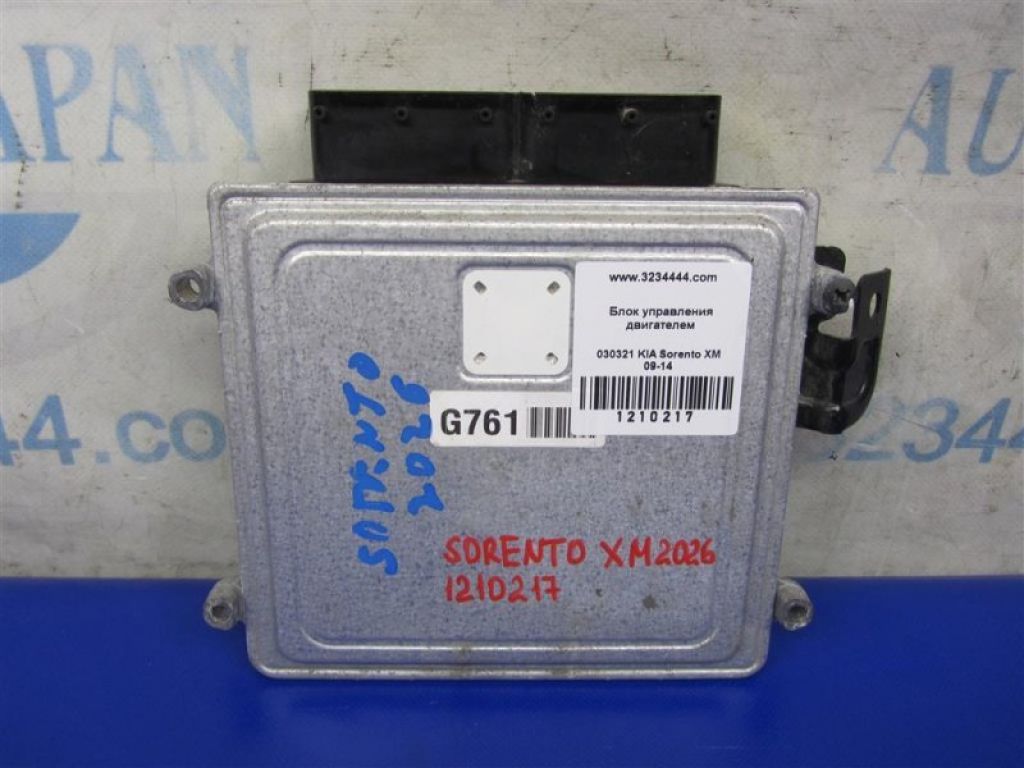 JAPAN
AU
www.3234444.com
Блок управления
двигателем
030321 KIA Sorento XM
09-14
1210217
G761
SORENTO
2026
44.co
32344
SORENTO XM2026
1210217